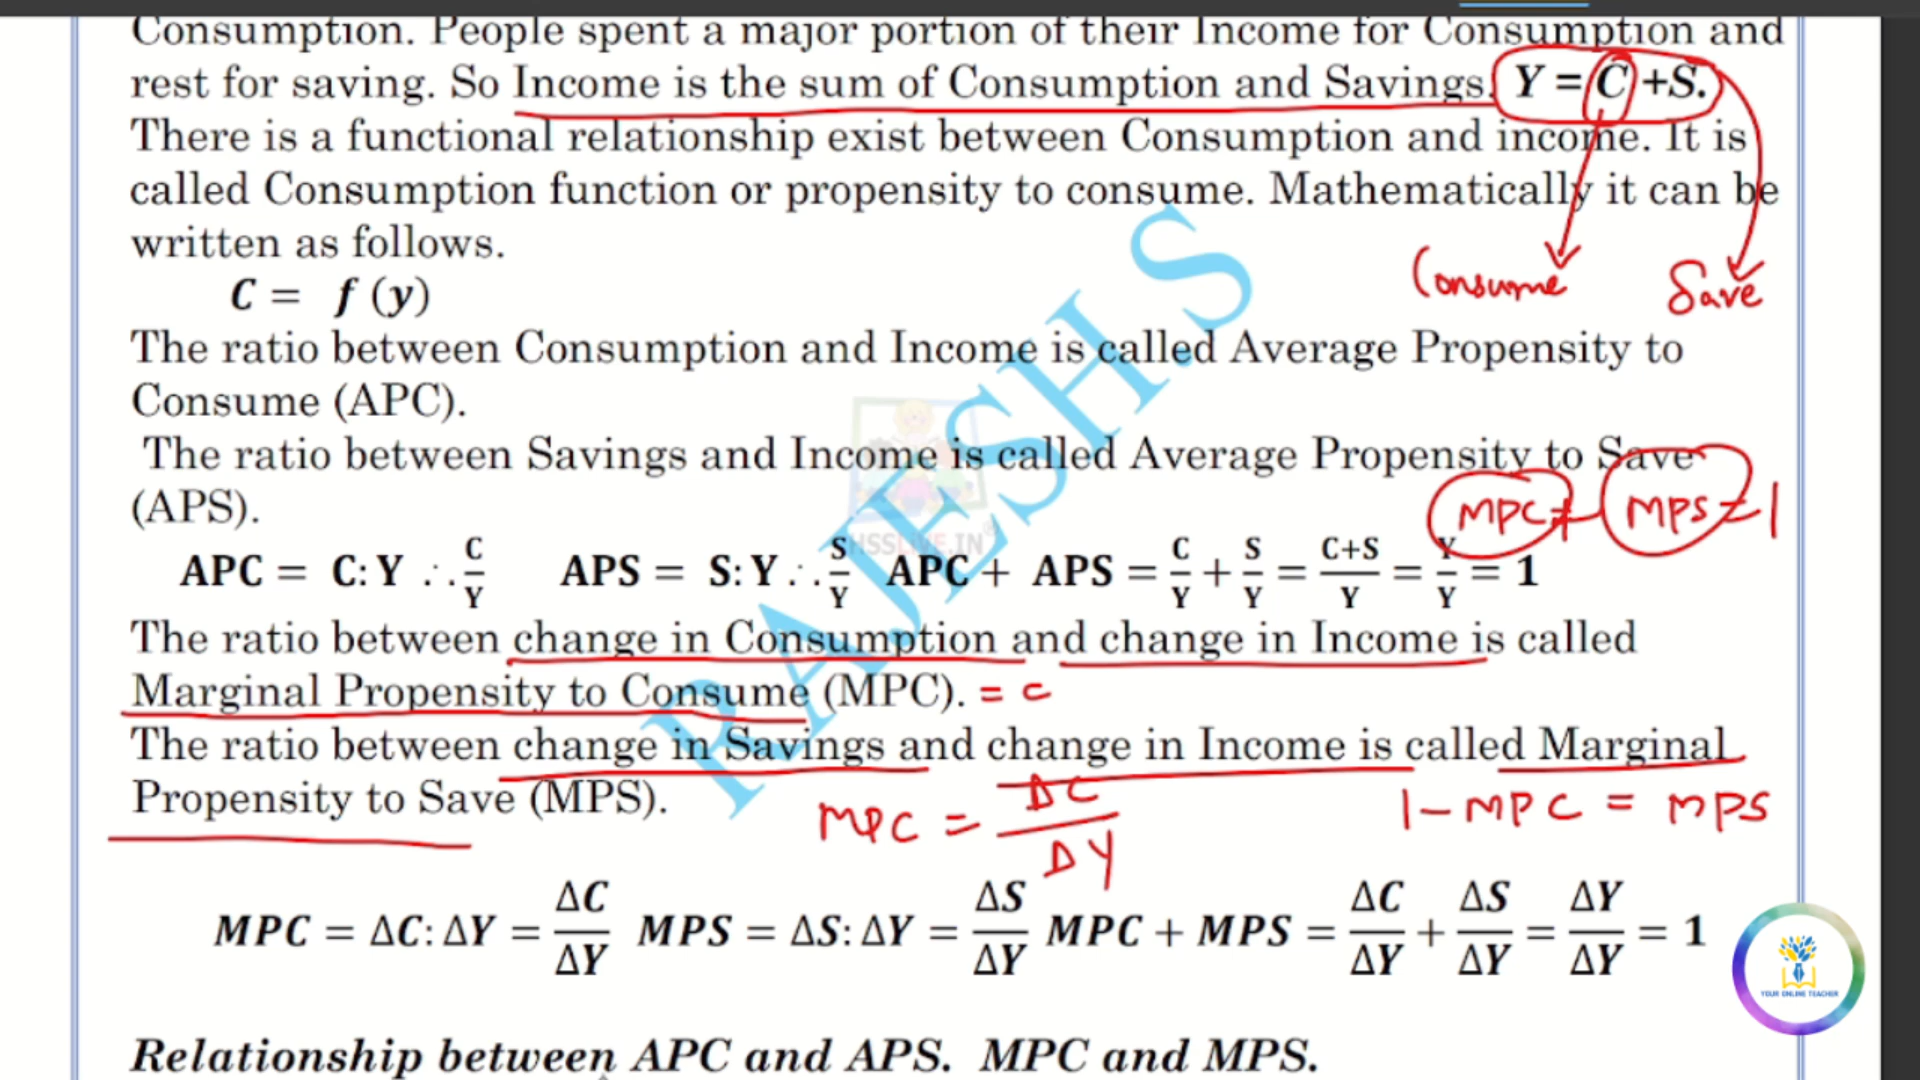 Consumption. People spent a major portion of their Income for Consumption and
rest for saving. So Income is the sum of Consumption and Savings. Y = C +S.
There is a functional relationship exist between Consumption and income. It is
called Consumption function or propensity to consume. Mathematically it can be
written as follows.
Consume Save
C = f (y)
The ratio between Consumption and Income is called Average Propensity to
Consume (APC).
The ratio between Savings and Income is called Average Propensity to Save
(APS).
MPC + MPS = 1
APC = C:Y ∴ C/Y APS = S:Y ∴ S/Y APC + APS = C/Y + S/Y = C+S/Y = Y/Y = 1
The ratio between change in Consumption and change in Income is called
Marginal Propensity to Consume (MPC). = c
The ratio between change in Savings and change in Income is called Marginal
Propensity to Save (MPS).
MPC = ΔC/ΔY
1 - MPC = MPS
MPC = ΔC:ΔY = ΔC/ΔY MPS = ΔS:ΔY = ΔS/ΔY MPC + MPS = ΔC/ΔY + ΔS/ΔY = ΔY/ΔY = 1
Relationship between APC and APS. MPC and MPS.
RAJESH.S
HSSLIVE.IN
YOUR ONLINE TEACHER